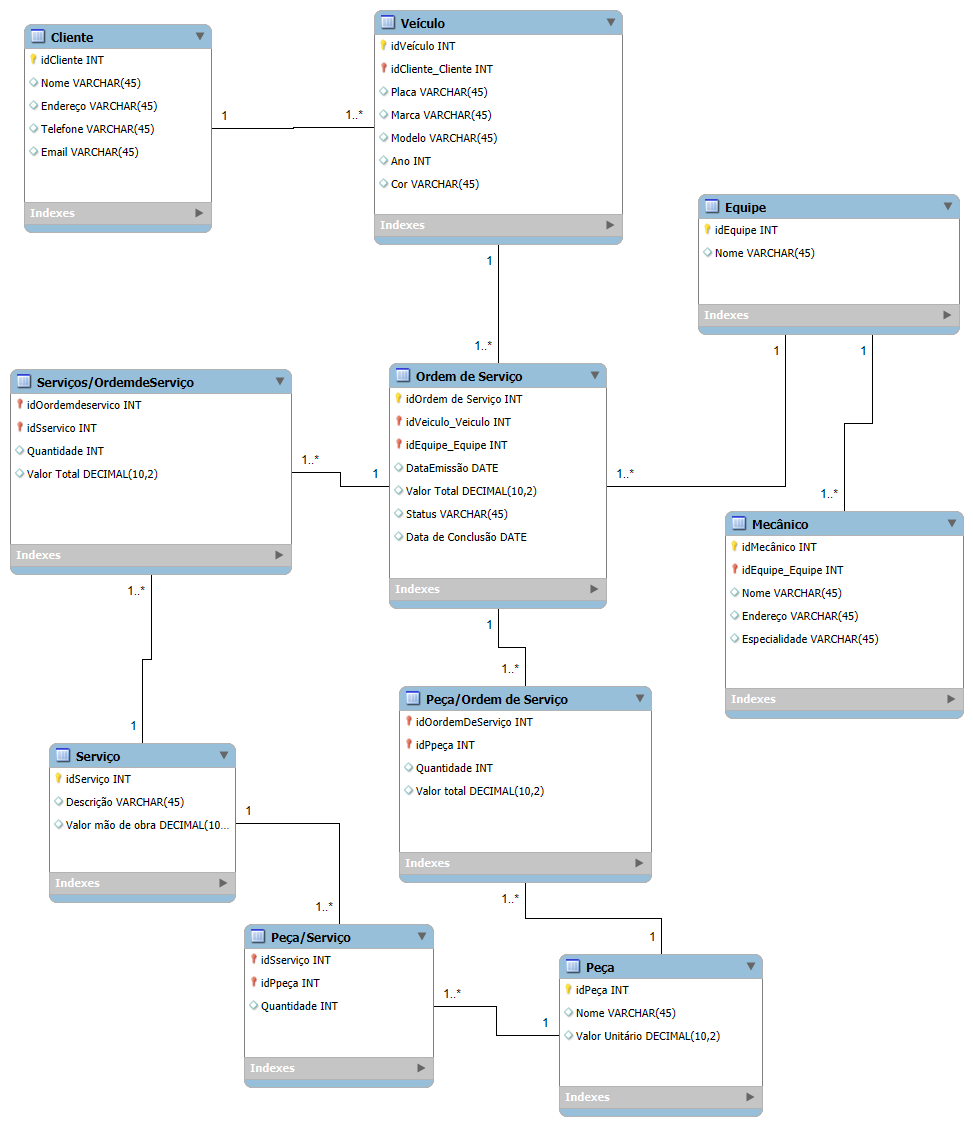 Cliente
idCliente INT
Nome VARCHAR(45)
Endereço VARCHAR(45)
Telefone VARCHAR(45)
Email VARCHAR(45)
Indexes
1
1..*
Veículo
idVeículo INT
idCliente_Cliente INT
Placa VARCHAR(45)
Marca VARCHAR(45)
Modelo VARCHAR(45)
Ano INT
Cor VARCHAR(45)
Indexes
1
1..*
Equipe
idEquipe INT
Nome VARCHAR(45)
Indexes
1
1
1..*
1..*
Serviços/OrdemdeServiço
idOordemdeservico INT
idSservico INT
Quantidade INT
Valor Total DECIMAL(10,2)
Indexes
1..*
1
Ordem de Serviço
idOrdem de Serviço INT
idVeiculo_Veiculo INT
idEquipe_Equipe INT
DataEmissão DATE
Valor Total DECIMAL(10,2)
Status VARCHAR(45)
Data de Conclusão DATE
Indexes
Mecânico
idMecânico INT
idEquipe_Equipe INT
Nome VARCHAR(45)
Endereço VARCHAR(45)
Especialidade VARCHAR(45)
Indexes
1..*
1
1
1..*
Peça/Ordem de Serviço
idOordemDeServiço INT
idPpeça INT
Quantidade INT
Valor total DECIMAL(10,2)
Indexes
Serviço
idServiço INT
Descrição VARCHAR(45)
Valor mão de obra DECIMAL(10...
Indexes
1
1..*
1..*
1
Peça/Serviço
idSserviço INT
idPpeça INT
Quantidade INT
Indexes
1..*
1
Peça
idPeça INT
Nome VARCHAR(45)
Valor Unitário DECIMAL(10,2)
Indexes